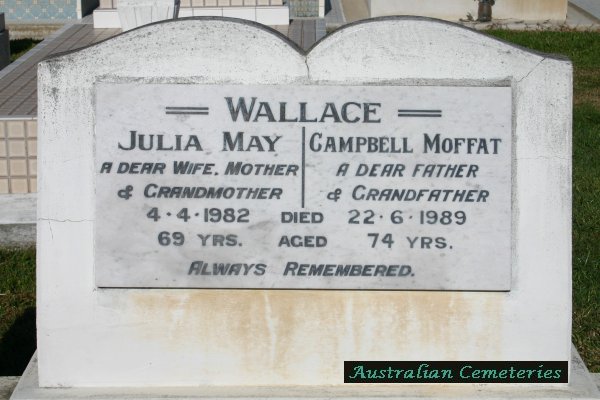 = WALLACE =
JULIA MAY CAMPBELL MOFFAT
A DEAR WIFE, MOTHER A DEAR FATHER
& GRANDMOTHER & GRANDFATHER
4·4·1982 DIED 22·6·1989
69 YRS. AGED 74 YRS.
ALWAYS REMEMBERED.
Australian Cemeteries